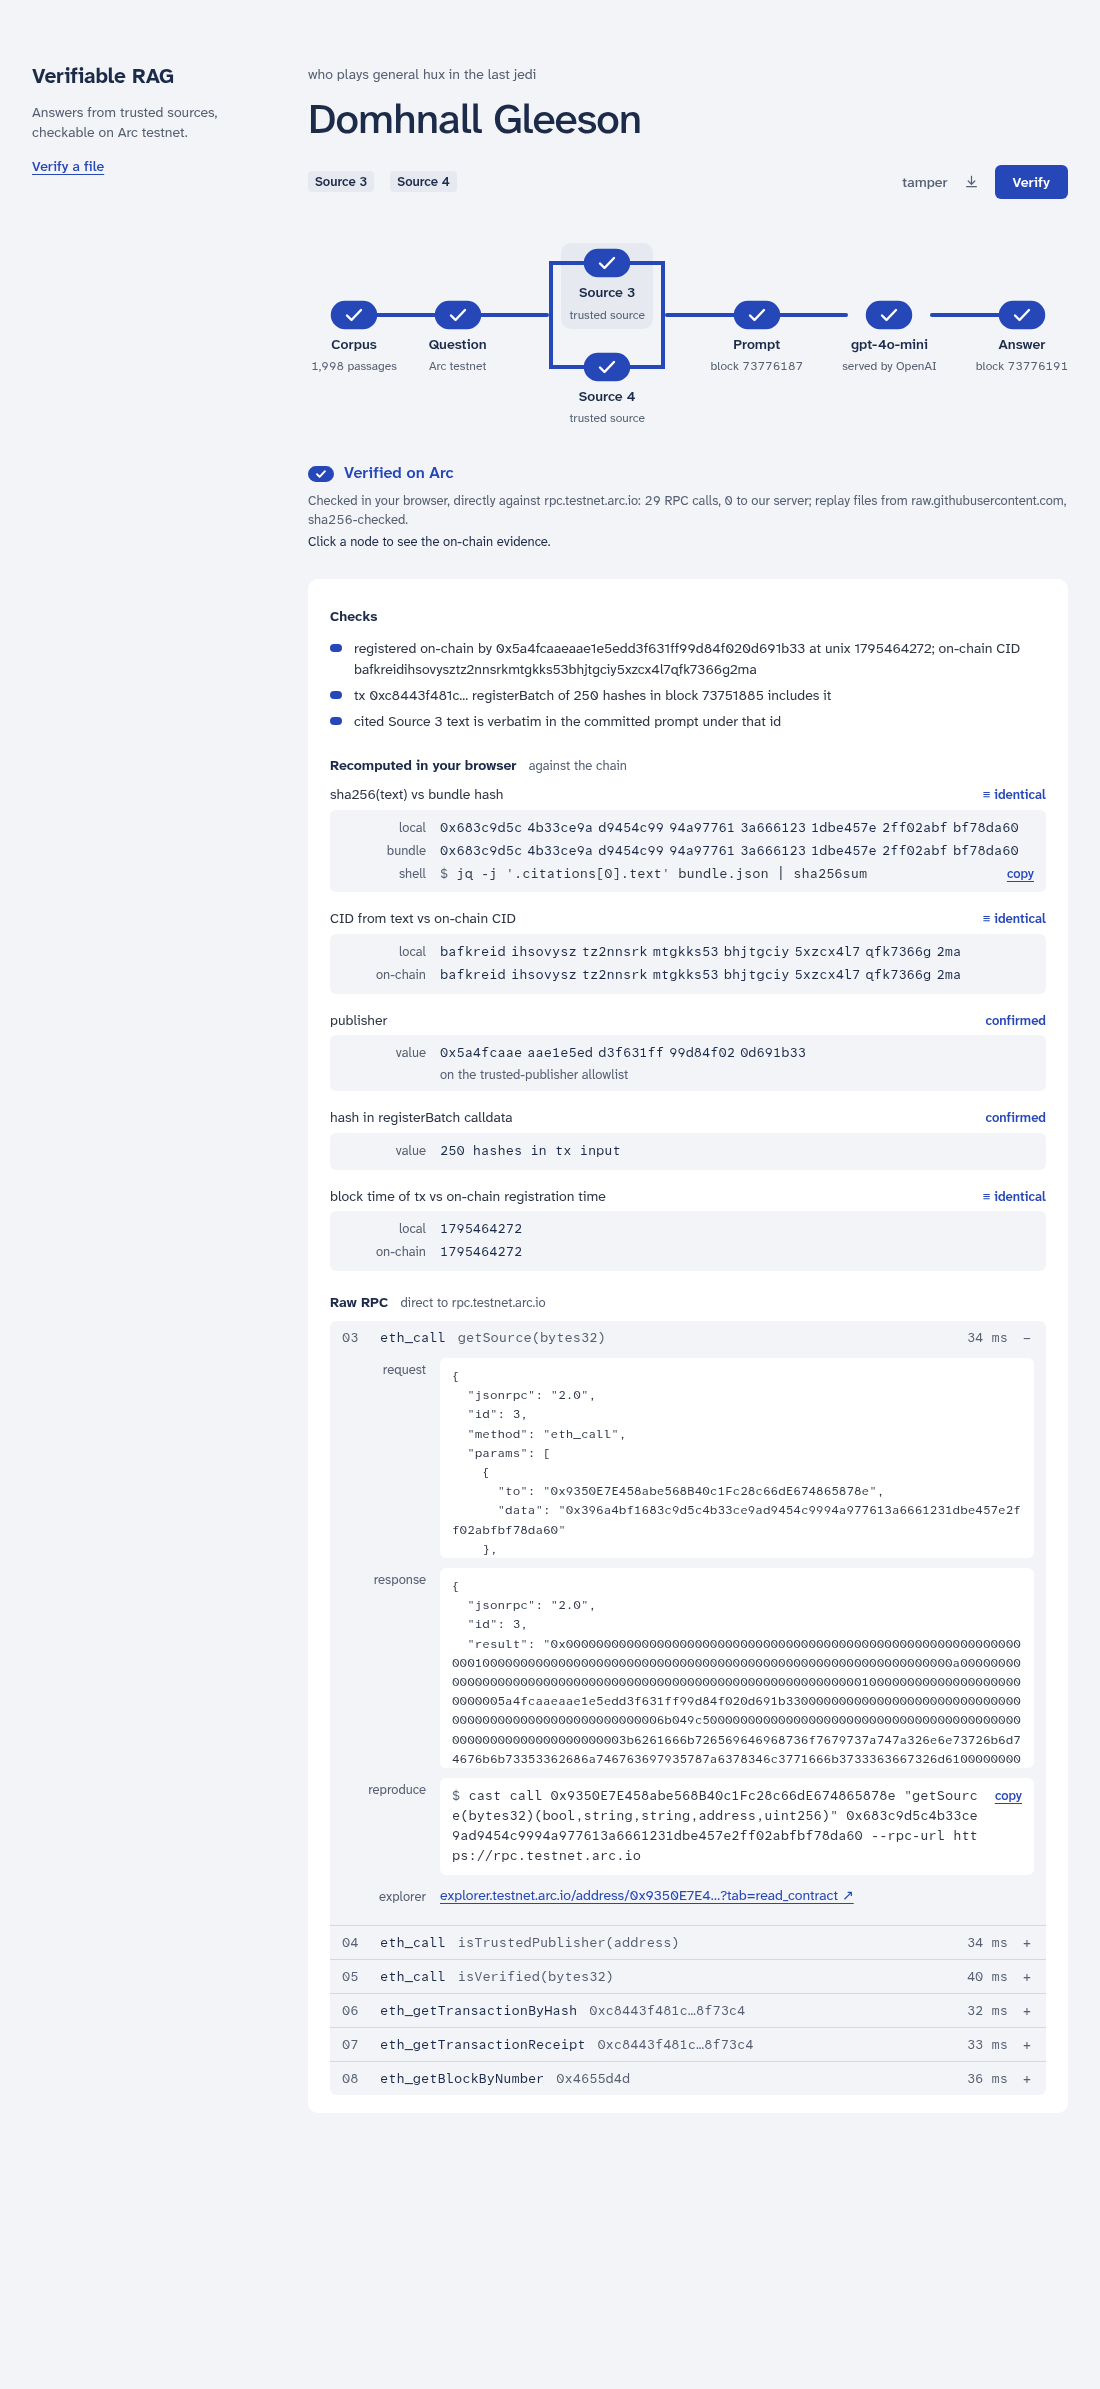 Verifiable RAG
Answers from trusted sources,
checkable on Arc testnet.
Verify a file
who plays general hux in the last jedi
Domhnall Gleeson
Source 3 Source 4 tamper Verify
Source 3
trusted source
Corpus Question Prompt gpt-4o-mini Answer
1,998 passages Arc testnet block 73776187 served by OpenAI block 73776191
Source 4
trusted source
Verified on Arc
Checked in your browser, directly against rpc.testnet.arc.io: 29 RPC calls, 0 to our server; replay files from raw.githubusercontent.com,
sha256-checked.
Click a node to see the on-chain evidence.
Checks
registered on-chain by 0x5a4fcaaeaae1e5edd3f631ff99d84f020d691b33 at unix 1795464272; on-chain CID
bafkreidihsovysztz2nnsrkmtgkks53bhjtgciy5xzcx4l7qfk7366g2ma
tx 0xc8443f481c… registerBatch of 250 hashes in block 73751885 includes it
cited Source 3 text is verbatim in the committed prompt under that id
Recomputed in your browser against the chain
sha256(text) vs bundle hash ≡ identical
local 0x683c9d5c 4b33ce9a d9454c99 94a97761 3a666123 1dbe457e 2ff02abf bf78da60
bundle 0x683c9d5c 4b33ce9a d9454c99 94a97761 3a666123 1dbe457e 2ff02abf bf78da60
shell $ jq -j '.citations[0].text' bundle.json | sha256sum copy
CID from text vs on-chain CID ≡ identical
local bafkreid ihsovysz tz2nnsrk mtgkks53 bhjtgciy 5xzcx4l7 qfk7366g 2ma
on-chain bafkreid ihsovysz tz2nnsrk mtgkks53 bhjtgciy 5xzcx4l7 qfk7366g 2ma
publisher confirmed
value 0x5a4fcaae aae1e5ed d3f631ff 99d84f02 0d691b33
on the trusted-publisher allowlist
hash in registerBatch calldata confirmed
value 250 hashes in tx input
block time of tx vs on-chain registration time ≡ identical
local 1795464272
on-chain 1795464272
Raw RPC direct to rpc.testnet.arc.io
03 eth_call getSource(bytes32) 34 ms −
request {
"jsonrpc": "2.0",
"id": 3,
"method": "eth_call",
"params": [
{
"to": "0x9350E7E458abe568B40c1Fc28c66dE674865878e",
"data": "0x396a4bf1683c9d5c4b33ce9ad9454c9994a977613a6661231dbe457e2f
f02abfbf78da60"
},
response {
"jsonrpc": "2.0",
"id": 3,
reproduce $ cast call 0x9350E7E458abe568B40c1Fc28c66dE674865878e "getSourc copy
e(bytes32)(bool,string,string,address,uint256)" 0x683c9d5c4b33ce
9ad9454c9994a977613a6661231dbe457e2ff02abfbf78da60 --rpc-url htt
ps://rpc.testnet.arc.io
explorer explorer.testnet.arc.io/address/0x9350E7E4…?tab=read_contract ↗
04 eth_call isTrustedPublisher(address) 34 ms +
05 eth_call isVerified(bytes32) 40 ms +
06 eth_getTransactionByHash 0xc8443f481c…8f73c4 32 ms +
07 eth_getTransactionReceipt 0xc8443f481c…8f73c4 33 ms +
08 eth_getBlockByNumber 0x4655d4d 36 ms +